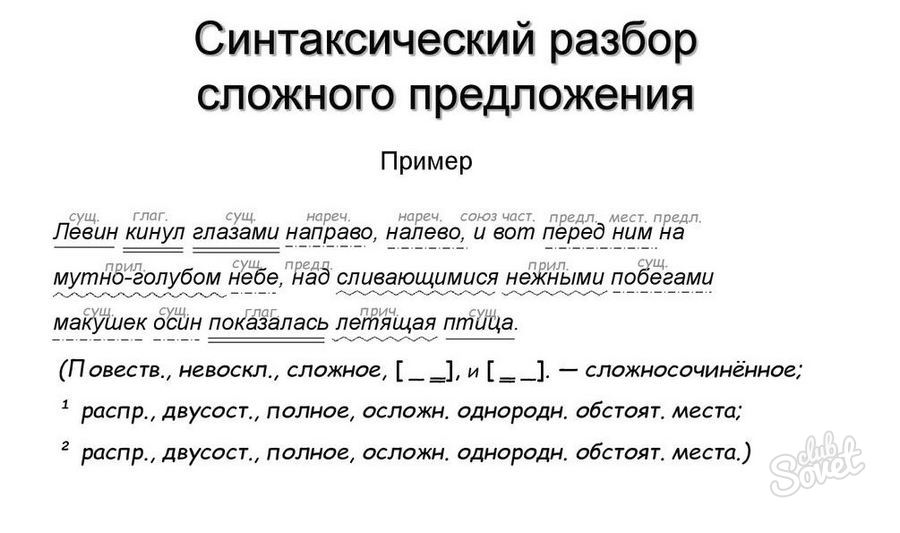 Синтаксический разбор
сложного предложения
Пример
сущ. глаг. сущ. нареч. нареч. союз част. предл. мест. предл.
Левин кинул глазами направо, налево, и вот перед ним на
прил. сущ. предл. прил. сущ.
мутно-голубом небе, над сливающимися нежными побегами
сущ. сущ. глаг. прич. сущ.
макушек осин показалась летящая птица.
(Повеств., невоскл., сложное, [ _ = ], и [ = _ ]. — сложносочинённое;
1 распр., двусост., полное, осложн. однородн. обстоят. места;
2 распр., двусост., полное, осложн. однородн. обстоят. места.)
club
Sovet